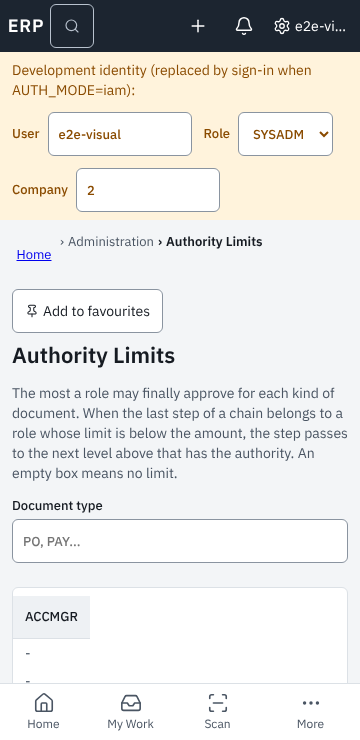 ERP
e2e-vi...
Development identity (replaced by sign-in when
AUTH_MODE=iam):
User e2e-visual Role SYSADM
Company 2
Home › Administration › Authority Limits
Add to favourites
Authority Limits
The most a role may finally approve for each kind of
document. When the last step of a chain belongs to a
role whose limit is below the amount, the step passes
to the next level above that has the authority. An
empty box means no limit.
Document type
PO, PAY...
ACCMGR
-
-
Home My Work Scan More